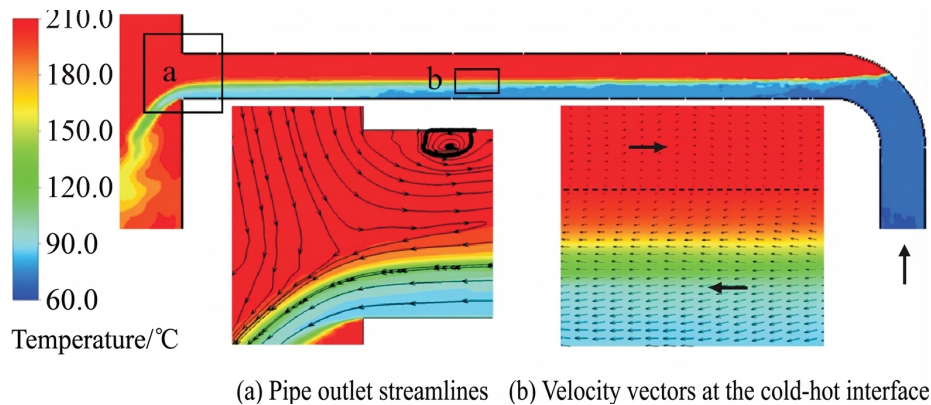 210.0
180.0
150.0
120.0
90.0
60.0
Temperature/℃
a
b
(a) Pipe outlet streamlines
(b) Velocity vectors at the cold-hot interface